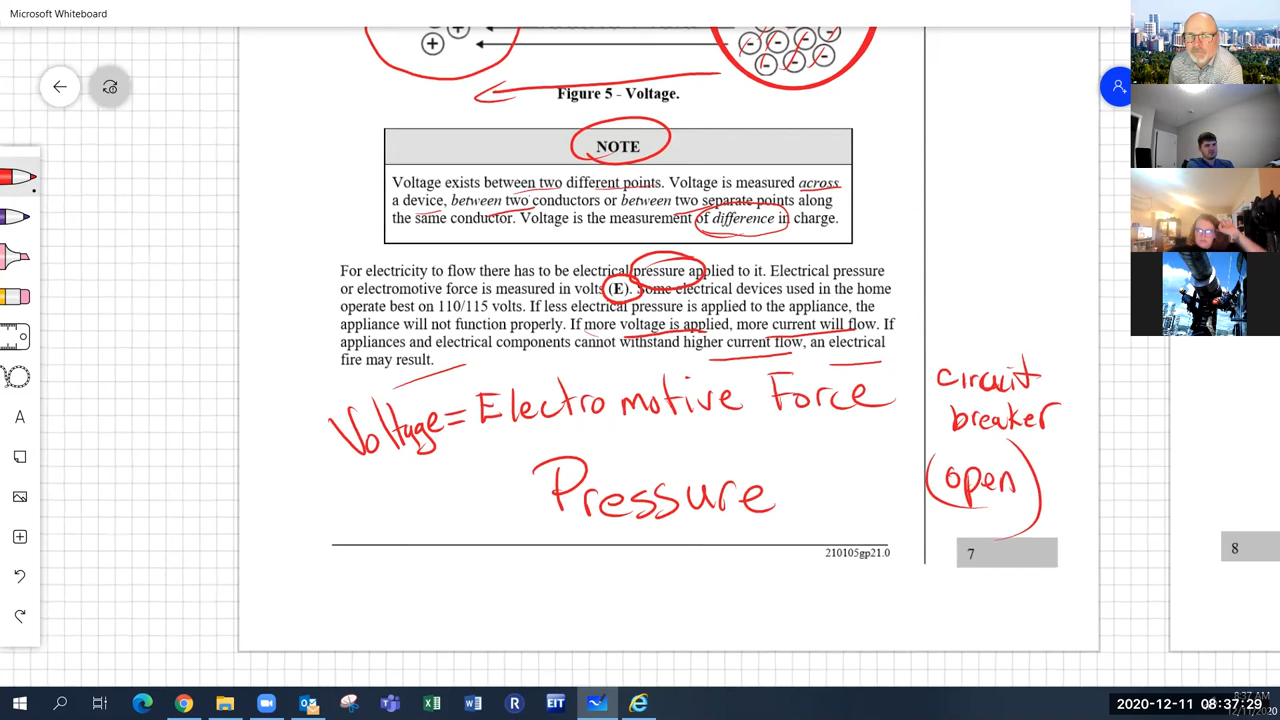 Microsoft Whiteboard
Figure 5 - Voltage.
NOTE
Voltage exists between two different points. Voltage is measured across
a device, between two conductors or between two separate points along
the same conductor. Voltage is the measurement of difference in charge.
For electricity to flow there has to be electrical pressure applied to it. Electrical pressure
or electromotive force is measured in volts (E). Some electrical devices used in the home
operate best on 110/115 volts. If less electrical pressure is applied to the appliance, the
appliance will not function properly. If more voltage is applied, more current will flow. If
appliances and electrical components cannot withstand higher current flow, an electrical
fire may result.
Voltage = Electro motive Force
Pressure
circuit
breaker
(open)
210105gp21.0
7
8
A
EIT
8:37 AM
2020-12-11 08:37:29